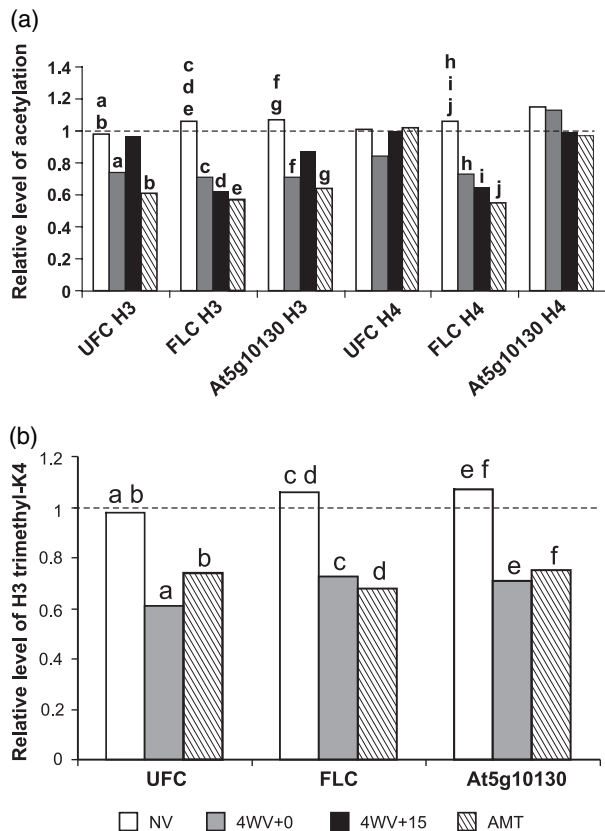 (a)
Relative level of acetylation
1.4
1.2
1
0.8
0.6
0.4
0.2
0
a
b
a
b
c
d
e
c
d
e
f
g
f
g
h
i
j
h
i
j
UFC H3
FLC H3
At5g10130 H3
UFC H4
FLC H4
At5g10130 H4
(b)
Relative level of H3 trimethyl-K4
1.2
1
0.8
0.6
0.4
0.2
0
a b
a
b
c d
c
d
e f
e
f
UFC
FLC
At5g10130
NV
4WV+0
4WV+15
AMT